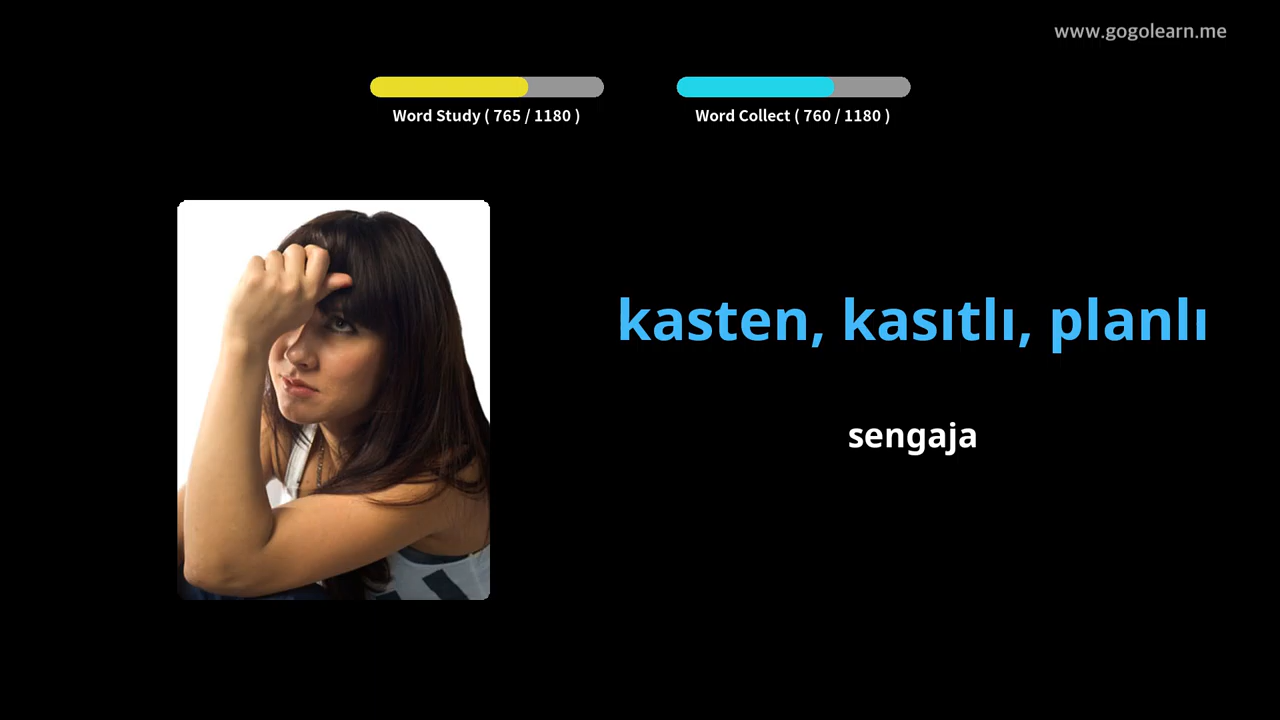 www.gogolearn.me
Word Study ( 765 / 1180 )
Word Collect ( 760 / 1180 )
kasten, kasıtlı, planlı
sengaja